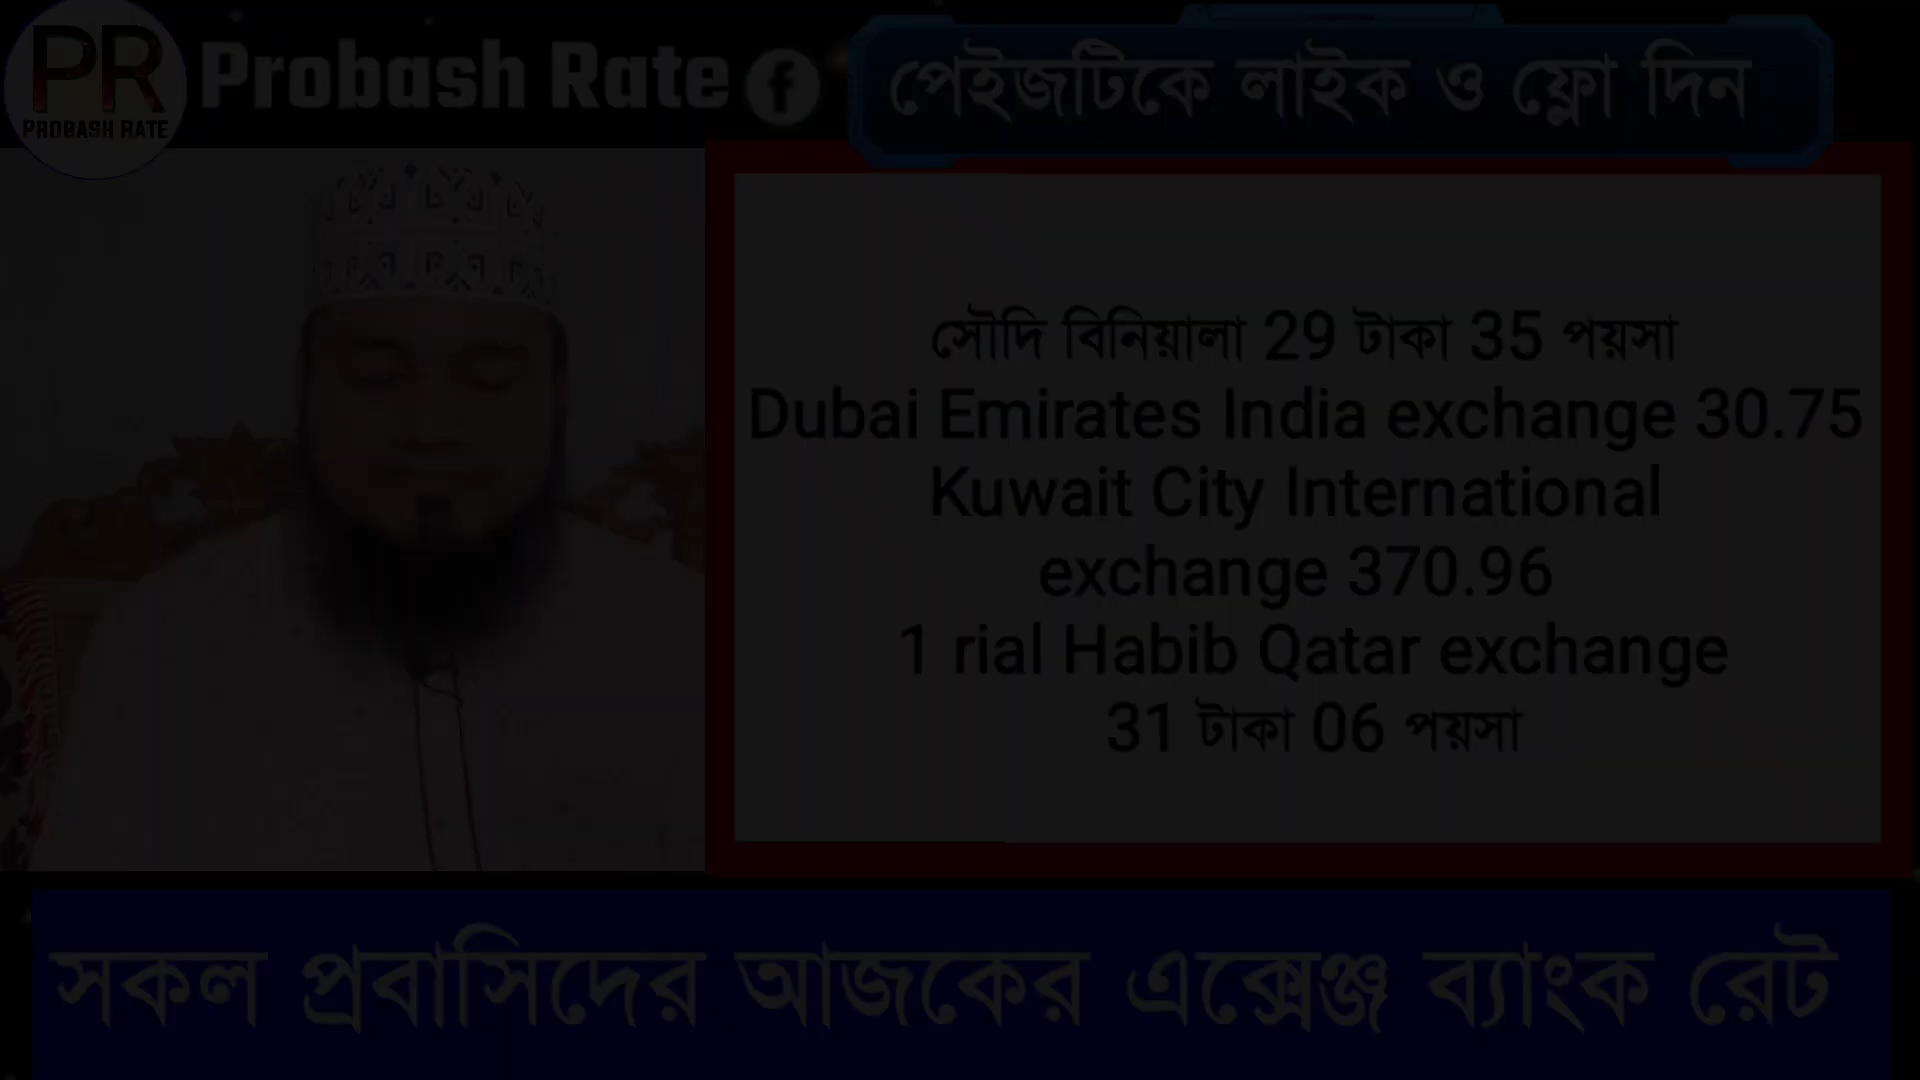 PR
PROBASH RATE
Probash Rate
পেইজটিকে লাইক ও ফ্লো দিন
সৌদি বিনিয়ালা 29 টাকা 35 পয়সা
Dubai Emirates India exchange 30.75
Kuwait City International
exchange 370.96
1 rial Habib Qatar exchange
31 টাকা 06 পয়সা
সকল প্রবাসিদের আজকের এক্সেঞ্জ ব্যাংক রেট